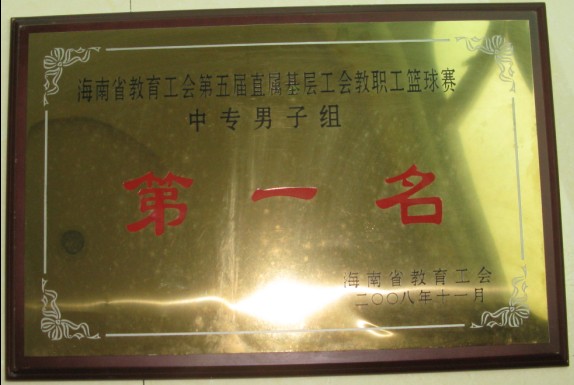 海南省教育工会第五届直属基层工会教职工篮球赛
中专男子组
第一名
海南省教育工会
二〇〇八年十一月